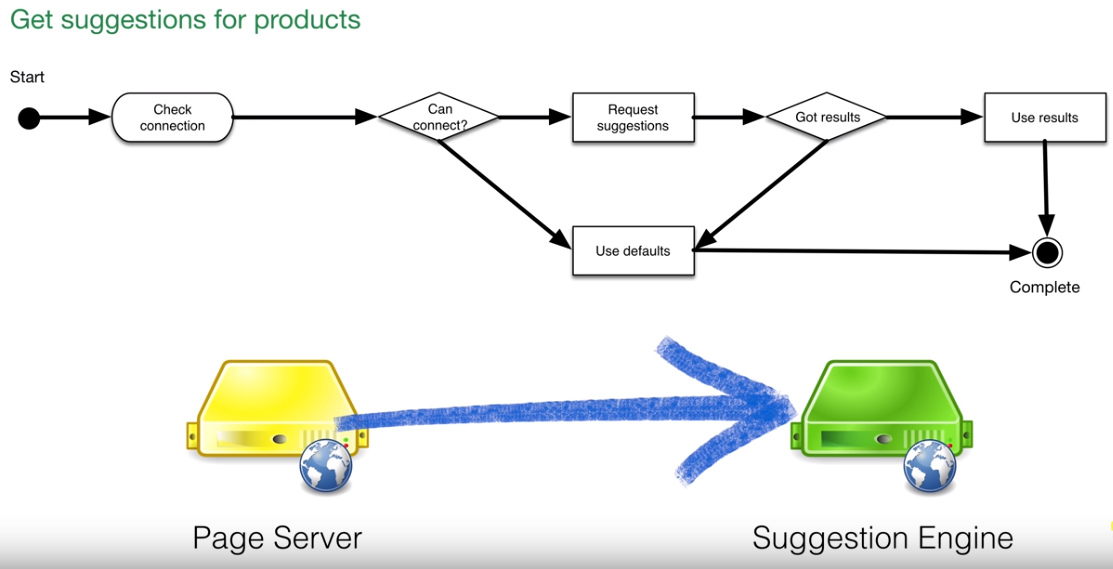 Get suggestions for products
Start
Check
connection
Can
connect?
Request
suggestions
Got results
Use results
Use defaults
Complete
Page Server
Suggestion Engine